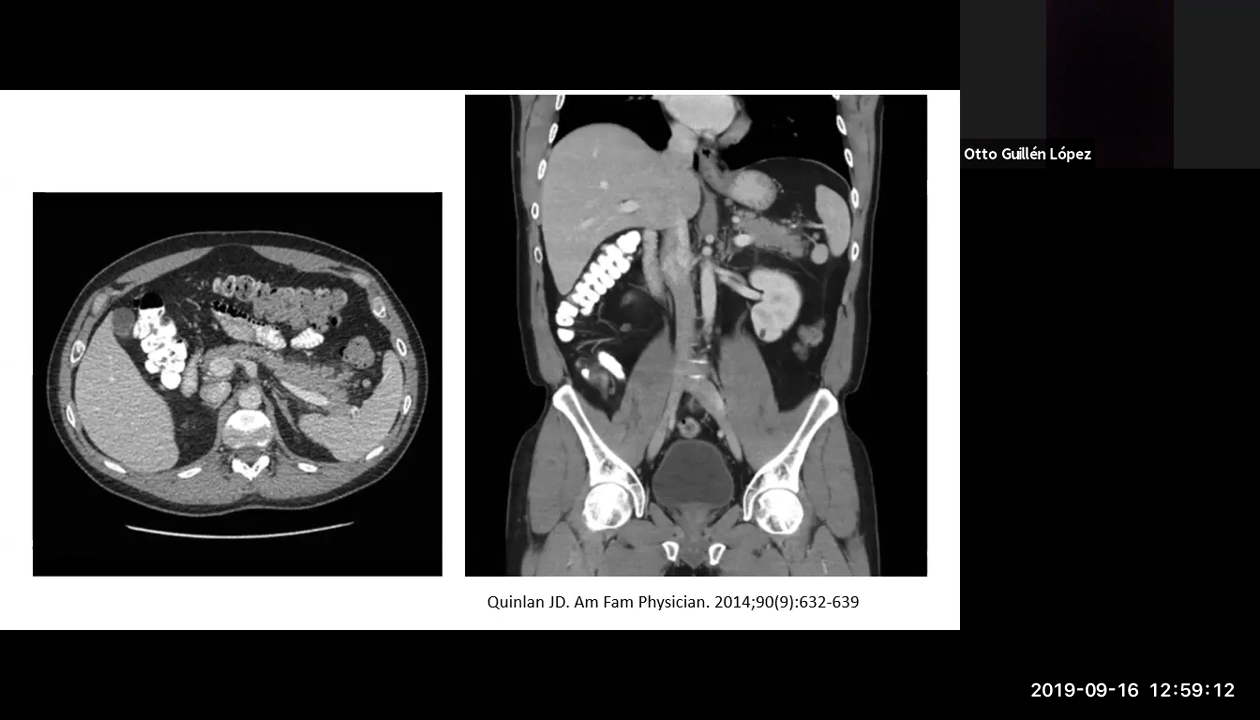 Otto Guillén López
Quinlan JD. Am Fam Physician. 2014;90(9):632-639
2019-09-16 12:59:12